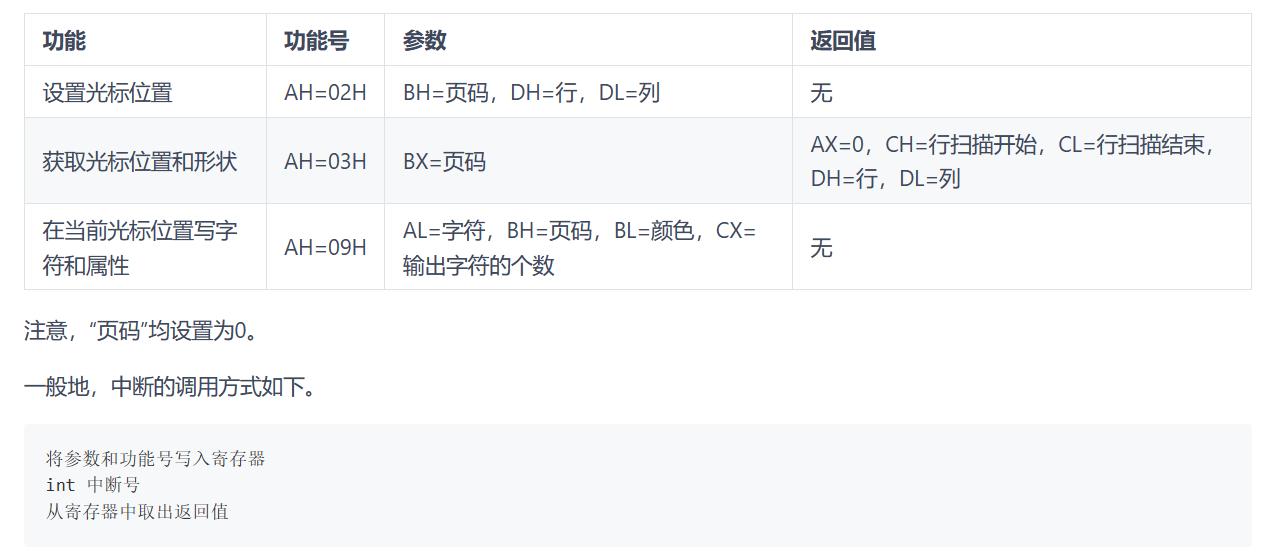 功能 功能号 参数 返回值
设置光标位置 AH=02H BH=页码，DH=行，DL=列 无
获取光标位置和形状 AH=03H BX=页码 AX=0，CH=行扫描开始，CL=行扫描结束，
DH=行，DL=列
在当前光标位置写字
符和属性 AH=09H AL=字符，BH=页码，BL=颜色，CX=
输出字符的个数 无
注意，“页码”均设置为0。
一般地，中断的调用方式如下。
将参数和功能号写入寄存器
int 中断号
从寄存器中取出返回值